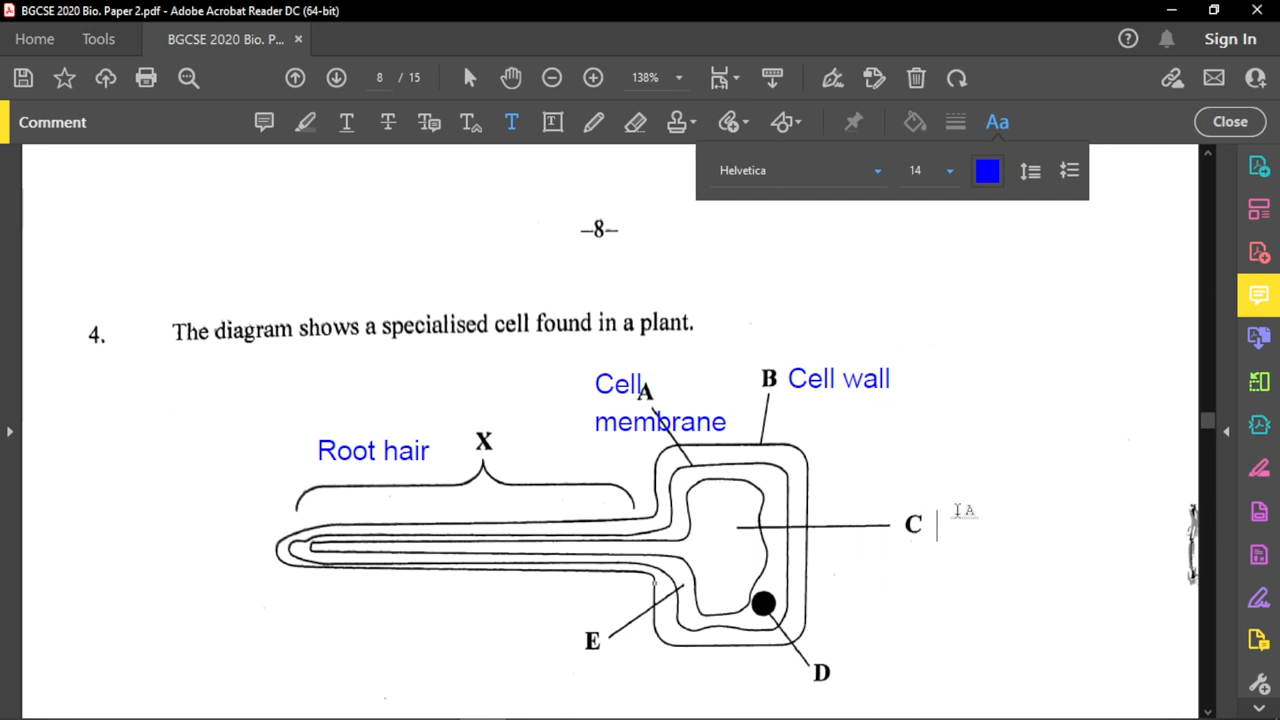 BGCSE 2020 Bio. Paper 2.pdf - Adobe Acrobat Reader DC (64-bit)
Home Tools BGCSE 2020 Bio. P... × Sign In
8 / 15 138%
Comment Close
Helvetica 14
–8–
4. The diagram shows a specialised cell found in a plant.
Cell A B Cell wall
membrane
Root hair X
C
E
D